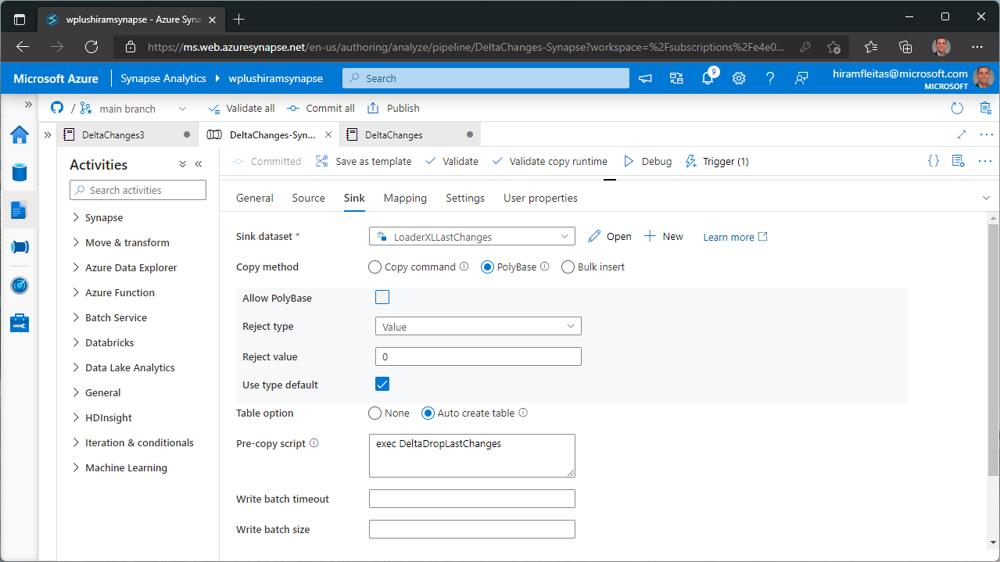 wplushiramsynapse - Azure Syna
https://ms.web.azuresynapse.net/en-us/authoring/analyze/pipeline/DeltaChanges-Synapse?workspace=%2Fsubscriptions%2Fe4e0...
Microsoft Azure
Synapse Analytics
wplushiramsynapse
Search
9
hiramfleitas@microsoft.com
MICROSOFT
/
main branch
Validate all
Commit all
Publish
DeltaChanges3
DeltaChanges-Syn...
DeltaChanges
Activities
Search activities
Synapse
Move & transform
Azure Data Explorer
Azure Function
Batch Service
Databricks
Data Lake Analytics
General
HDInsight
Iteration & conditionals
Machine Learning
Committed
Save as template
Validate
Validate copy runtime
Debug
Trigger (1)
General
Source
Sink
Mapping
Settings
User properties
Sink dataset *
LoaderXLLastChanges
Open
New
Learn more
Copy method
Copy command
PolyBase
Bulk insert
Allow PolyBase
Reject type
Value
Reject value
0
Use type default
Table option
None
Auto create table
Pre-copy script
exec DeltaDropLastChanges
Write batch timeout
Write batch size